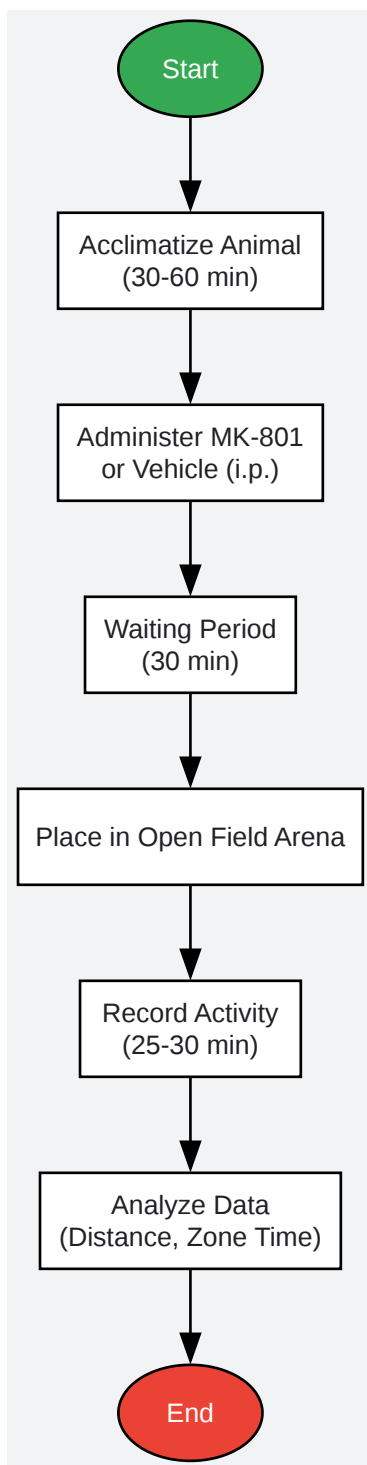 Start
Acclimatize Animal
(30-60 min)
Administer MK-801
or Vehicle (i.p.)
Waiting Period
(30 min)
Place in Open Field Arena
Record Activity
(25-30 min)
Analyze Data
(Distance, Zone Time)
End